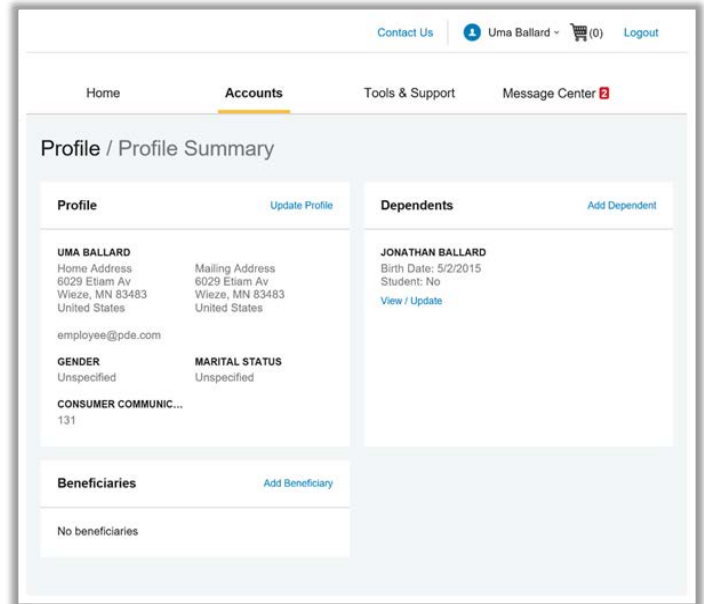 Contact Us Uma Ballard (0) Logout
Home Accounts Tools & Support Message Center 2
Profile / Profile Summary
Profile Update Profile
UMA BALLARD
Home Address Mailing Address
6029 Etiam Av 6029 Etiam Av
Wieze, MN 83483 Wieze, MN 83483
United States United States
employee@pde.com
GENDER MARITAL STATUS
Unspecified Unspecified
CONSUMER COMMUNIC...
131
Dependents Add Dependent
JONATHAN BALLARD
Birth Date: 5/2/2015
Student: No
View / Update
Beneficiaries Add Beneficiary
No beneficiaries